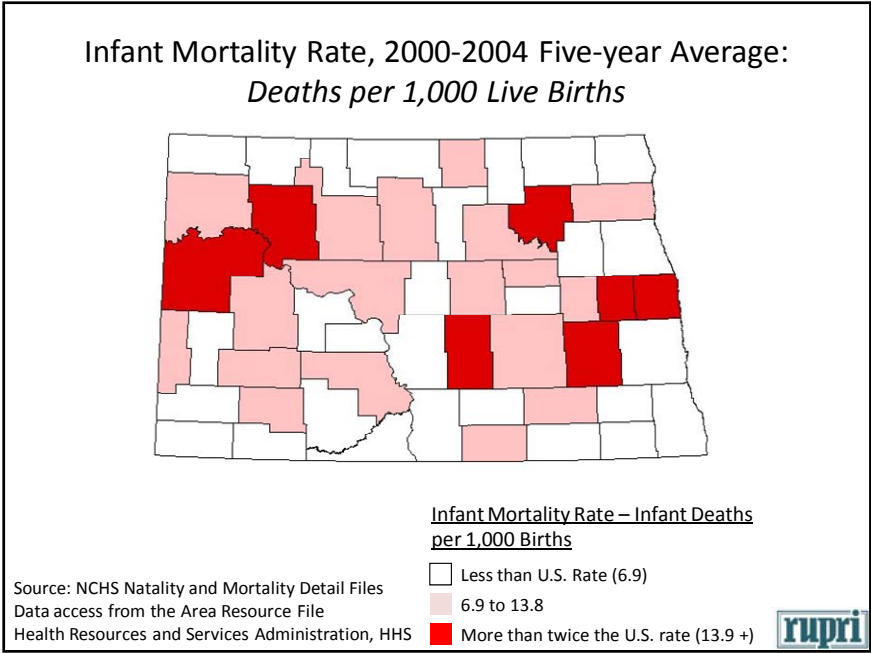 Infant Mortality Rate, 2000-2004 Five-year Average:
Deaths per 1,000 Live Births
Infant Mortality Rate – Infant Deaths
per 1,000 Births
Less than U.S. Rate (6.9)
6.9 to 13.8
More than twice the U.S. rate (13.9 +)
Source: NCHS Natality and Mortality Detail Files
Data access from the Area Resource File
Health Resources and Services Administration, HHS
rupri